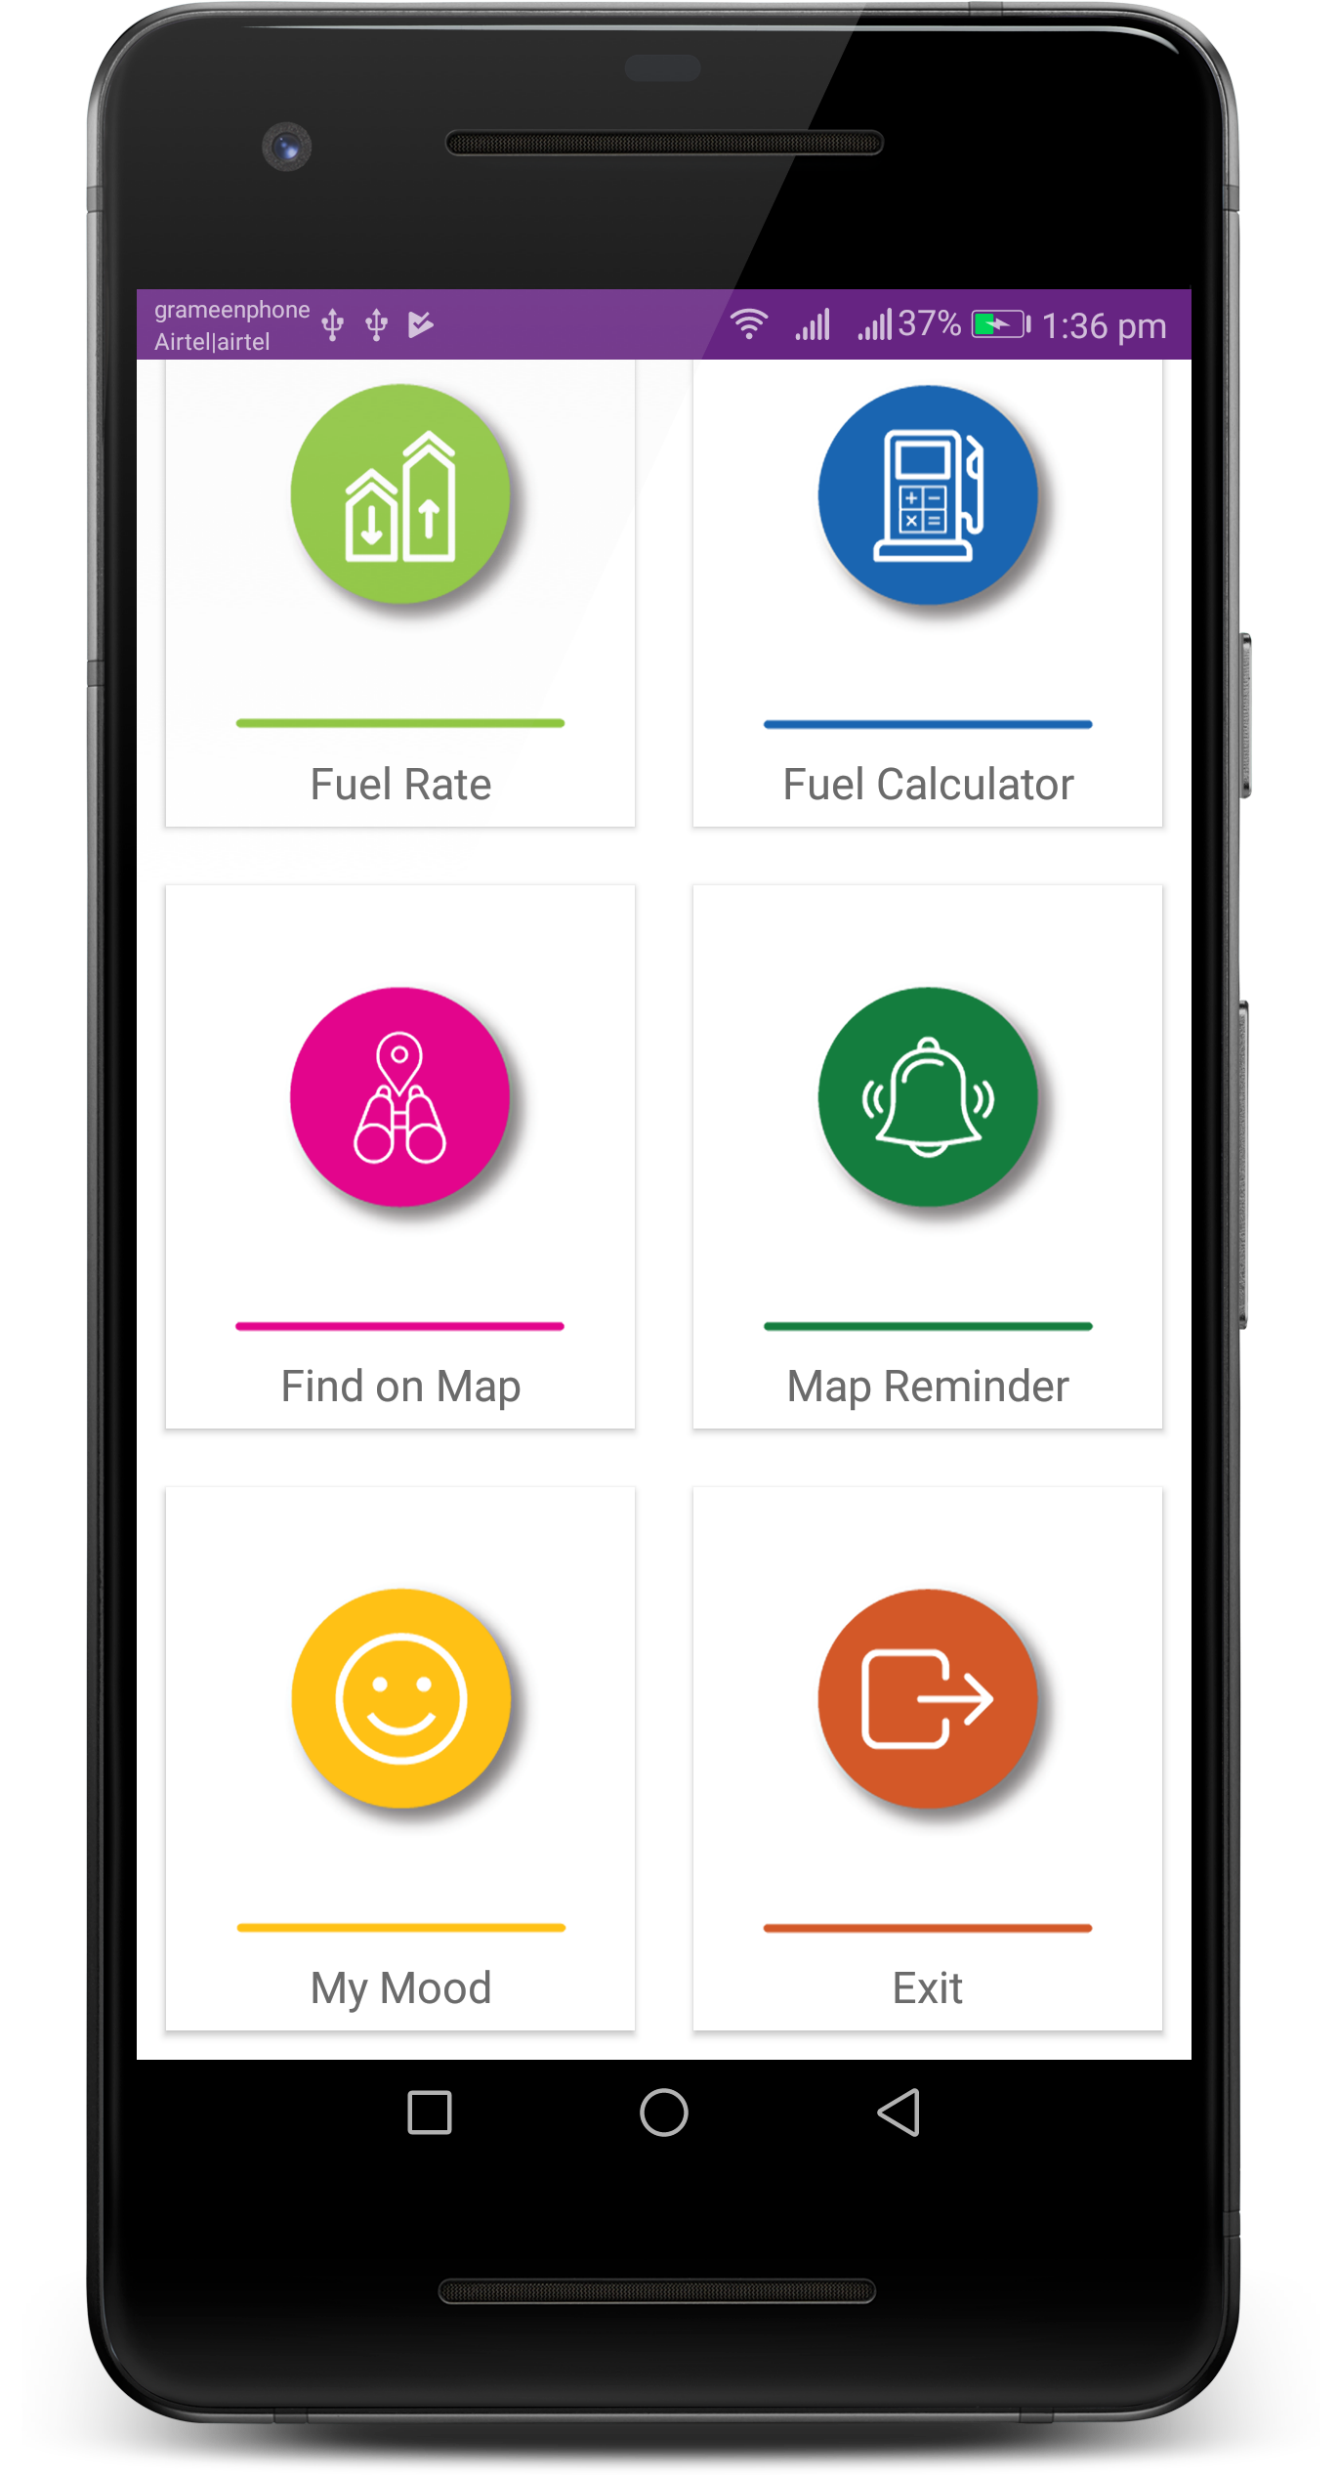 grameenphone
Airtel|airtel
37% 1:36 pm
Fuel Rate
Fuel Calculator
Find on Map
Map Reminder
My Mood
Exit